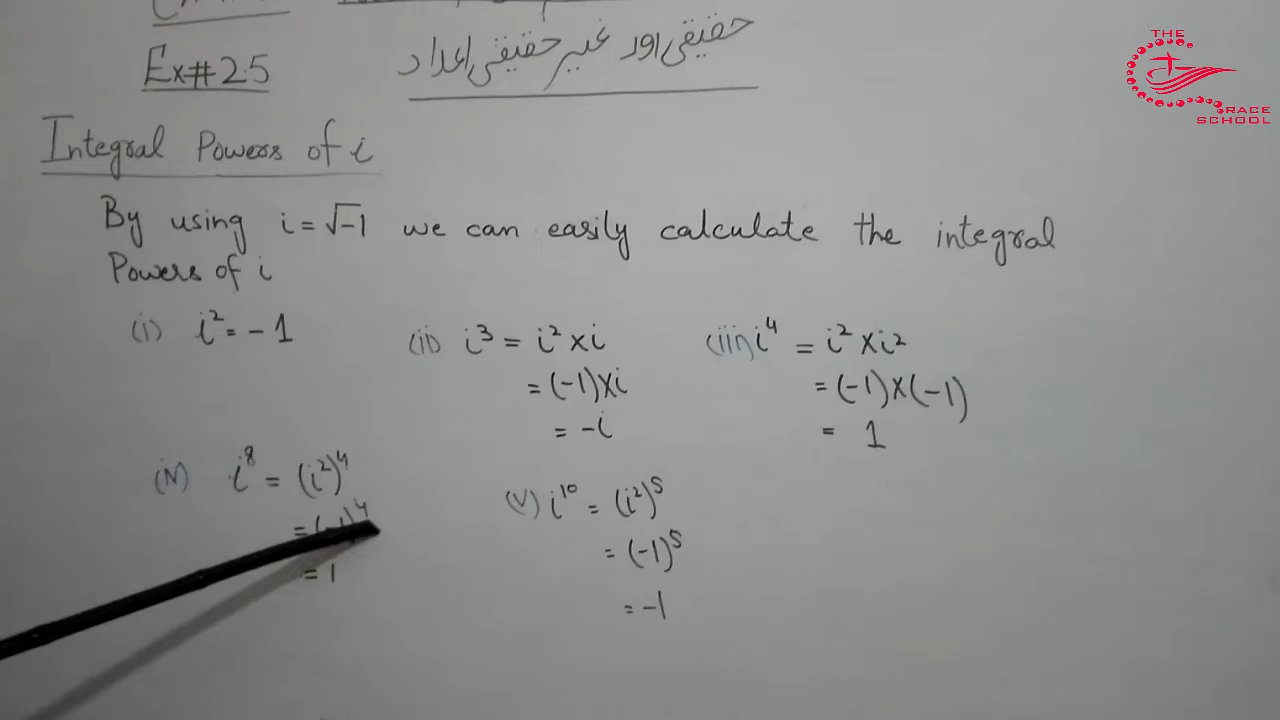 Ex#2.5
حقیقی اور غیر حقیقی اعداد
THE
GRACE
SCHOOL
Integral Powers of i
By using i = √-1 we can easily calculate the integral
Powers of i
(i) i² = -1
(ii) i³ = i² × i
= (-1)×i
= -i
(iii) i⁴ = i² × i²
= (-1)×(-1)
= 1
(iv) i⁸ = (i²)⁴
= (-1)⁴
= 1
(v) i¹⁰ = (i²)⁵
= (-1)⁵
= -1